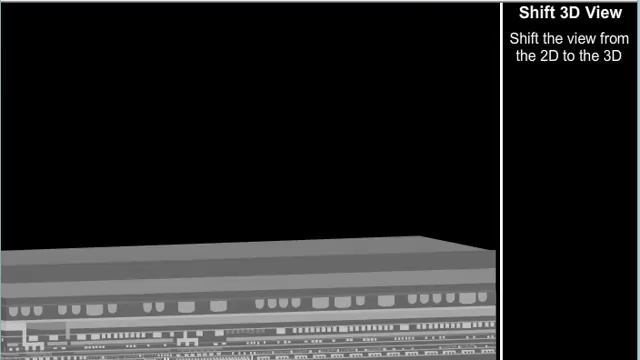 Shift 3D View
Shift the view from
the 2D to the 3D